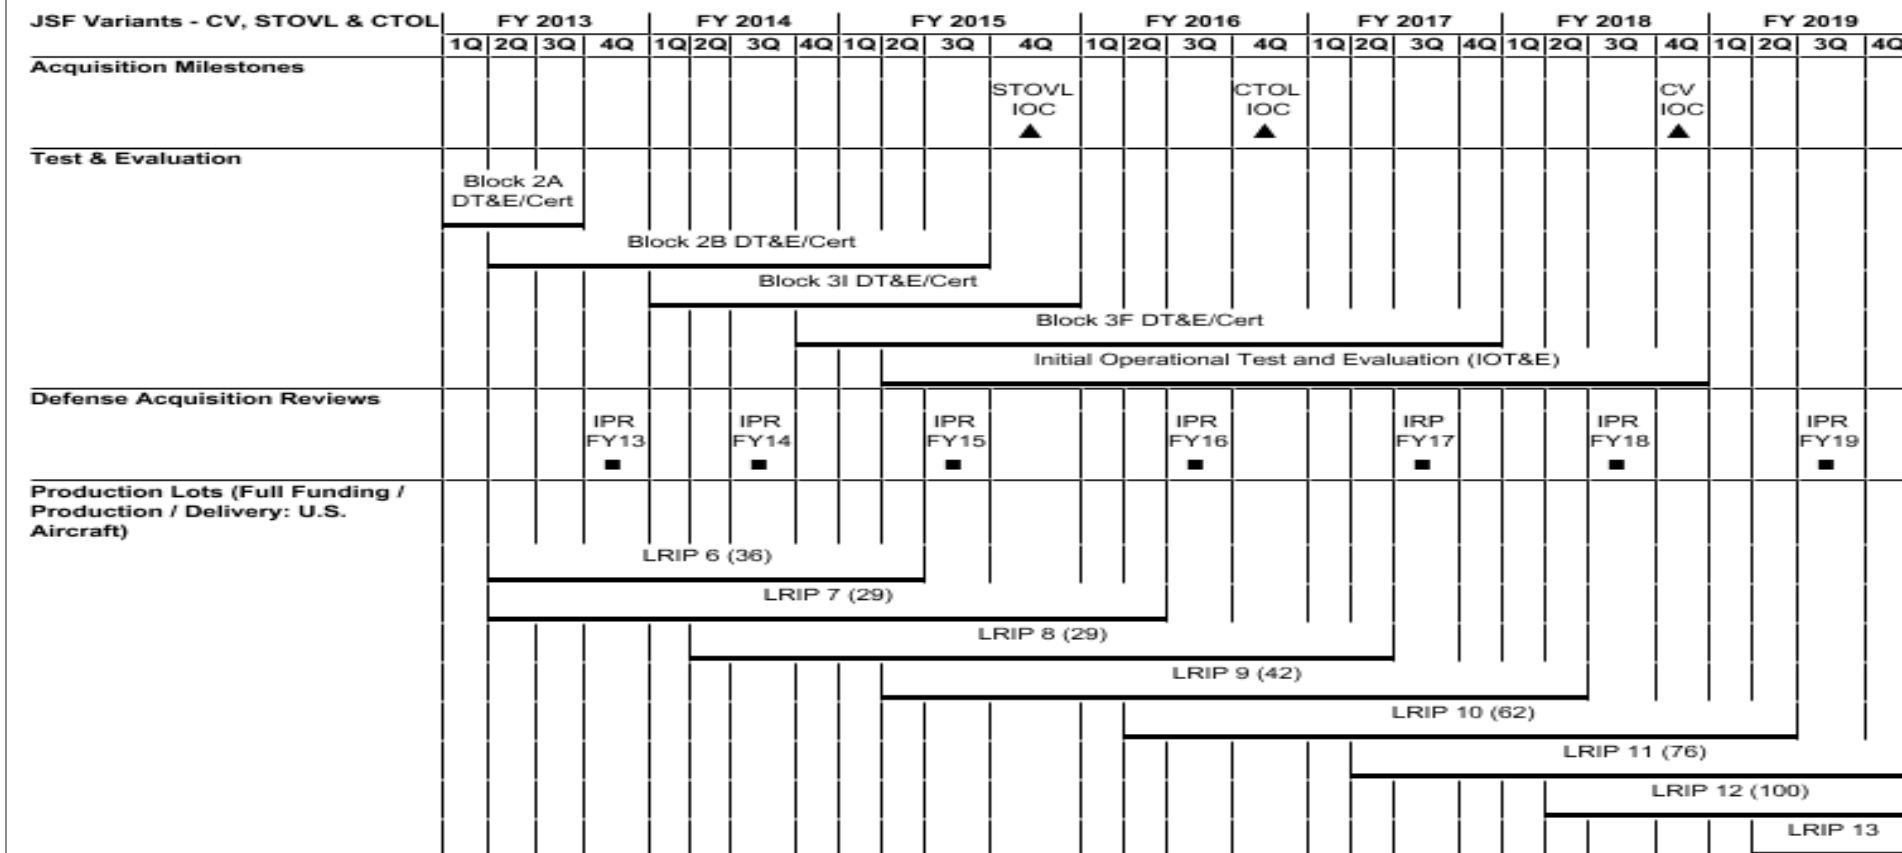 JSF Variants - CV, STOVL & CTOL FY 2013 FY 2014 FY 2015 FY 2016 FY 2017 FY 2018 FY 2019
1Q 2Q 3Q 4Q 1Q 2Q 3Q 4Q 1Q 2Q 3Q 4Q 1Q 2Q 3Q 4Q 1Q 2Q 3Q 4Q 1Q 2Q 3Q 4Q 1Q 2Q 3Q 4Q
Acquisition Milestones
STOVL IOC
CTOL IOC
CV IOC
Test & Evaluation
Block 2A
DT&E/Cert
Block 2B DT&E/Cert
Block 3I DT&E/Cert
Block 3F DT&E/Cert
Initial Operational Test and Evaluation (IOT&E)
Defense Acquisition Reviews
IPR FY13
IPR FY14
IPR FY15
IPR FY16
IRP FY17
IPR FY18
IPR FY19
Production Lots (Full Funding /
Production / Delivery: U.S.
Aircraft)
LRIP 6 (36)
LRIP 7 (29)
LRIP 8 (29)
LRIP 9 (42)
LRIP 10 (62)
LRIP 11 (76)
LRIP 12 (100)
LRIP 13